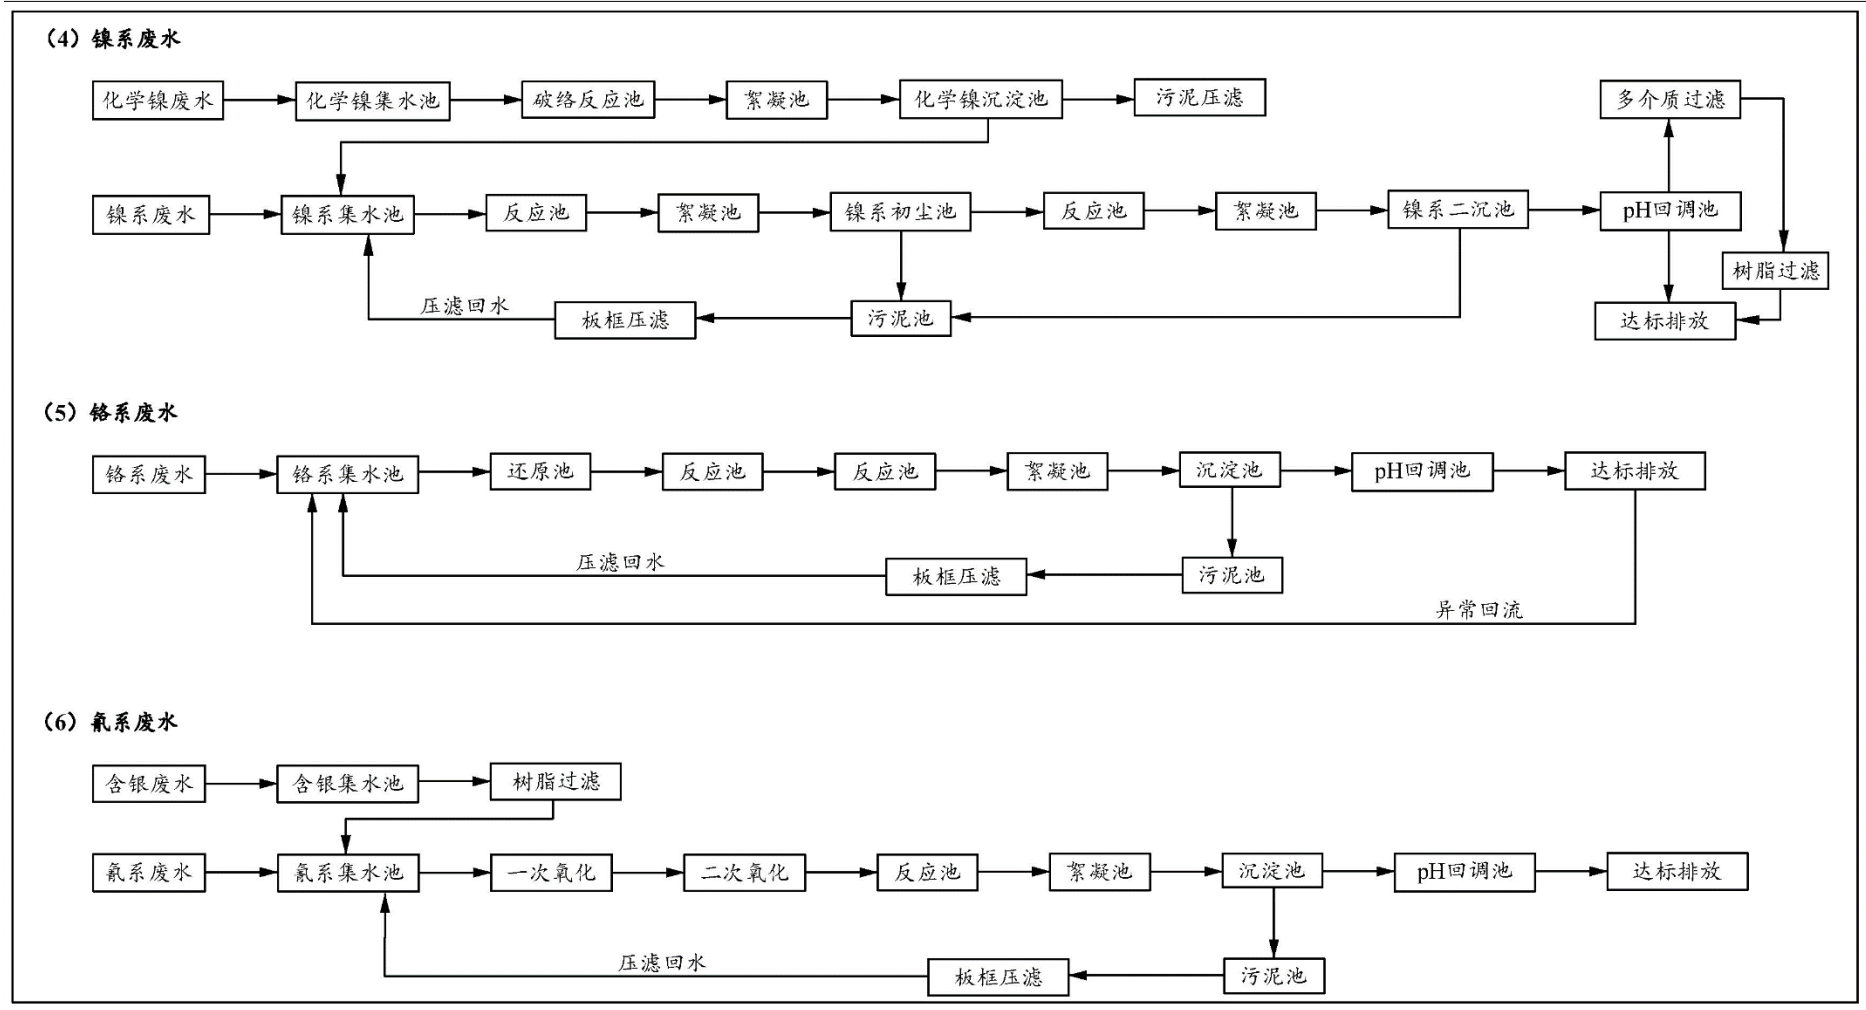 （4）镍系废水
化学镍废水
化学镍集水池
破络反应池
絮凝池
化学镍沉淀池
污泥压滤
多介质过滤
镍系废水
镍系集水池
反应池
絮凝池
镍系初尘池
反应池
絮凝池
镍系二沉池
pH回调池
树脂过滤
压滤回水
板框压滤
污泥池
达标排放
（5）铬系废水
铬系废水
铬系集水池
还原池
反应池
反应池
絮凝池
沉淀池
pH回调池
达标排放
压滤回水
板框压滤
污泥池
异常回流
（6）氰系废水
含银废水
含银集水池
树脂过滤
氰系废水
氰系集水池
一次氧化
二次氧化
反应池
絮凝池
沉淀池
pH回调池
达标排放
压滤回水
板框压滤
污泥池